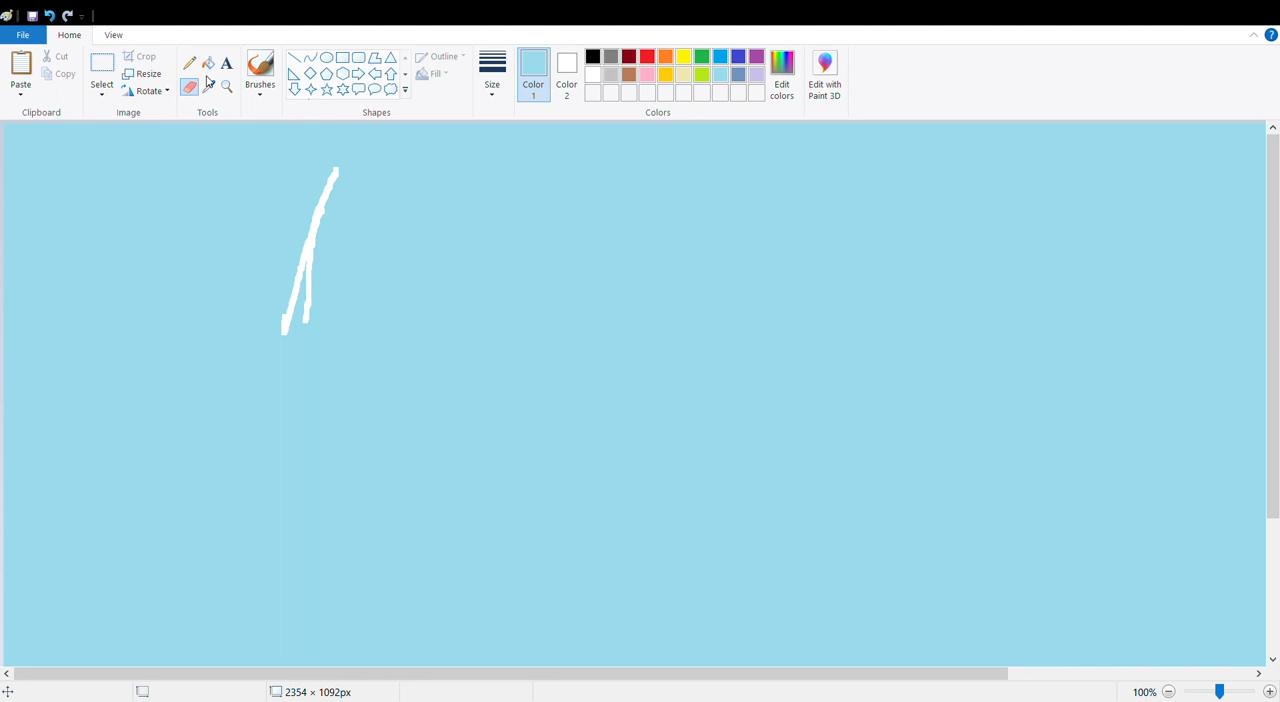 File Home View
Cut Crop A Outline
Copy Resize Fill
Paste Select Rotate Brushes Size Color 1 Color 2 Edit colors Edit with Paint 3D
Clipboard Image Tools Shapes Colors
2354 × 1092px 100%